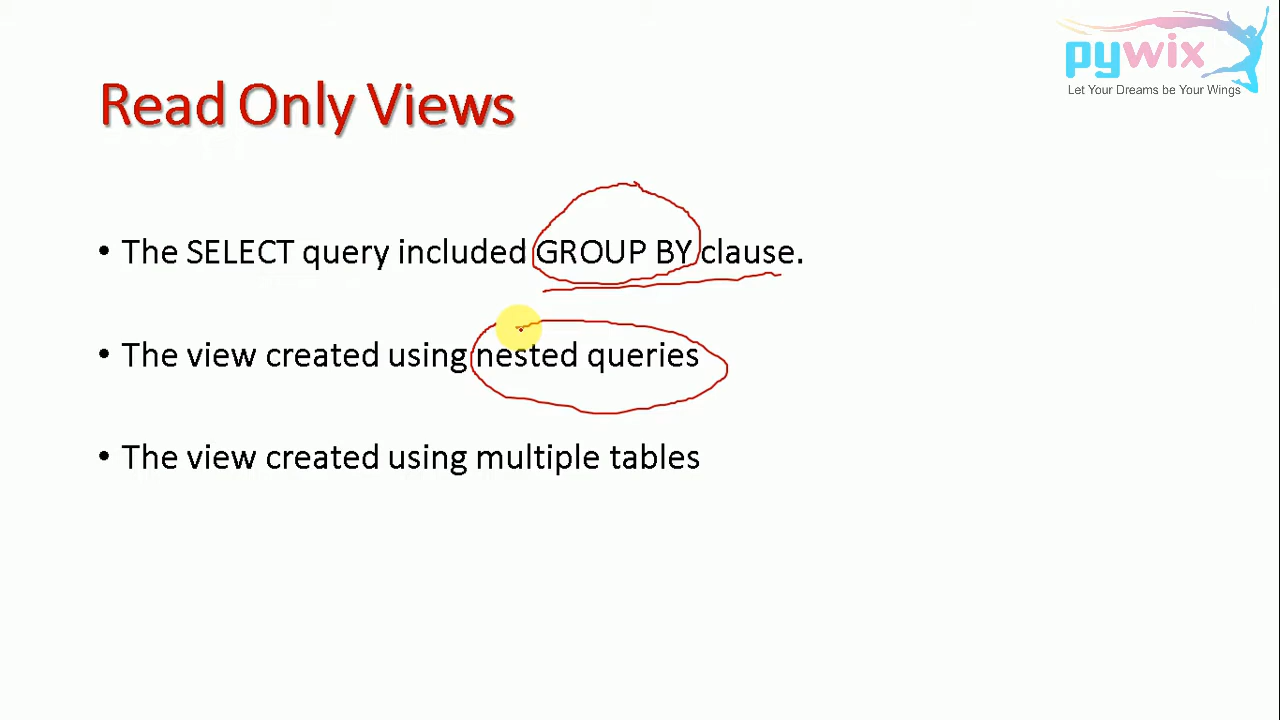 pywix
Let Your Dreams be Your Wings
Read Only Views
• The SELECT query included GROUP BY clause.
• The view created using nested queries
• The view created using multiple tables